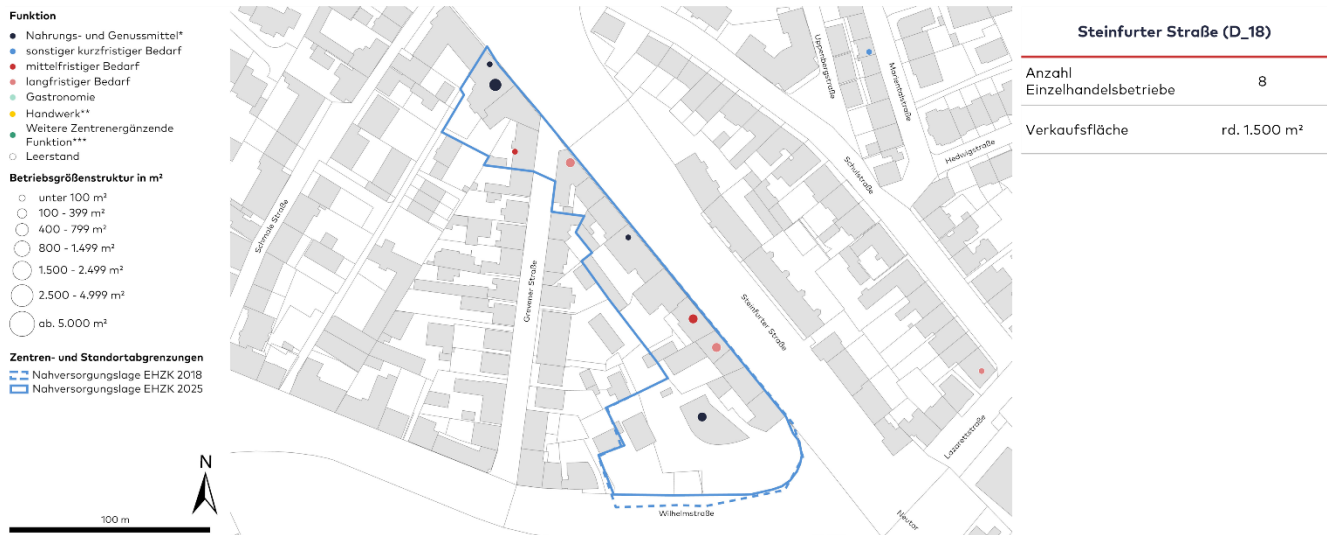 Funktion
Nahrungs- und Genussmittel*
sonstiger kurzfristiger Bedarf
mittelfristiger Bedarf
langfristiger Bedarf
Gastronomie
Handwerk**
Weitere Zentrenergänzende
Funktion***
Leerstand
Betriebsgrößenstruktur in m²
unter 100 m²
100 - 399 m²
400 - 799 m²
800 - 1.499 m²
1.500 - 2.499 m²
2.500 - 4.999 m²
ab. 5.000 m²
Zentren- und Standortabgrenzungen
Nahversorgungslage EHZK 2018
Nahversorgungslage EHZK 2025
N
100 m
Schmale Straße
Grevener Straße
Steinfurter Straße
Wilhelmstraße
Uppenbergstraße
Marientalstraße
Schulstraße
Hedwigstraße
Lazarettstraße
Neutor
Steinfurter Straße (D_18)
Anzahl
Einzelhandelsbetriebe 8
Verkaufsfläche rd. 1.500 m²